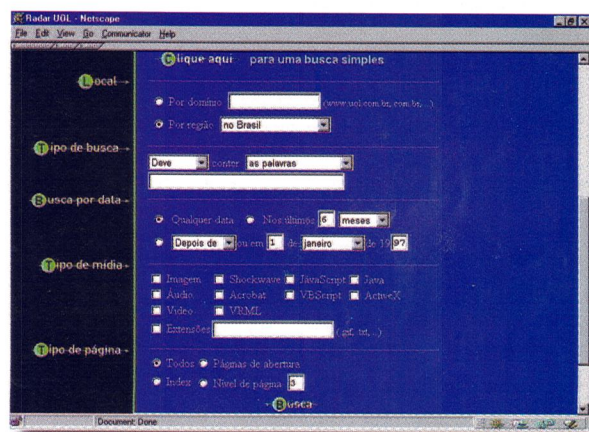 Radar UOL - Netscape
File Edit View Go Communicator Help
Clique aqui para uma busca simples
Local
Por domínio (www.uol.com.br, com.br, ...)
Por região no Brasil
Tipo de busca
Deve conter as palavras
Busca por data
Qualquer data Nos últimos 6 meses
Depois de ou em 1 de janeiro de 19 97
Tipo de mídia
Imagem Shockwave JavaScript Java
Audio Acrobat VBScript ActiveX
Video VRML
Extensões (.gif, .txt, ...)
Tipo de página
Todos Páginas de abertura
Index Nível de página 3
Busca
Document: Done